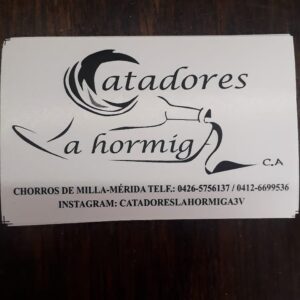 Catadores
La hormigA
C.A
CHORROS DE MILLA-MÉRIDA TELF.: 0426-5756137 / 0412-6699536
INSTAGRAM: CATADORESLAHORMIGA3V